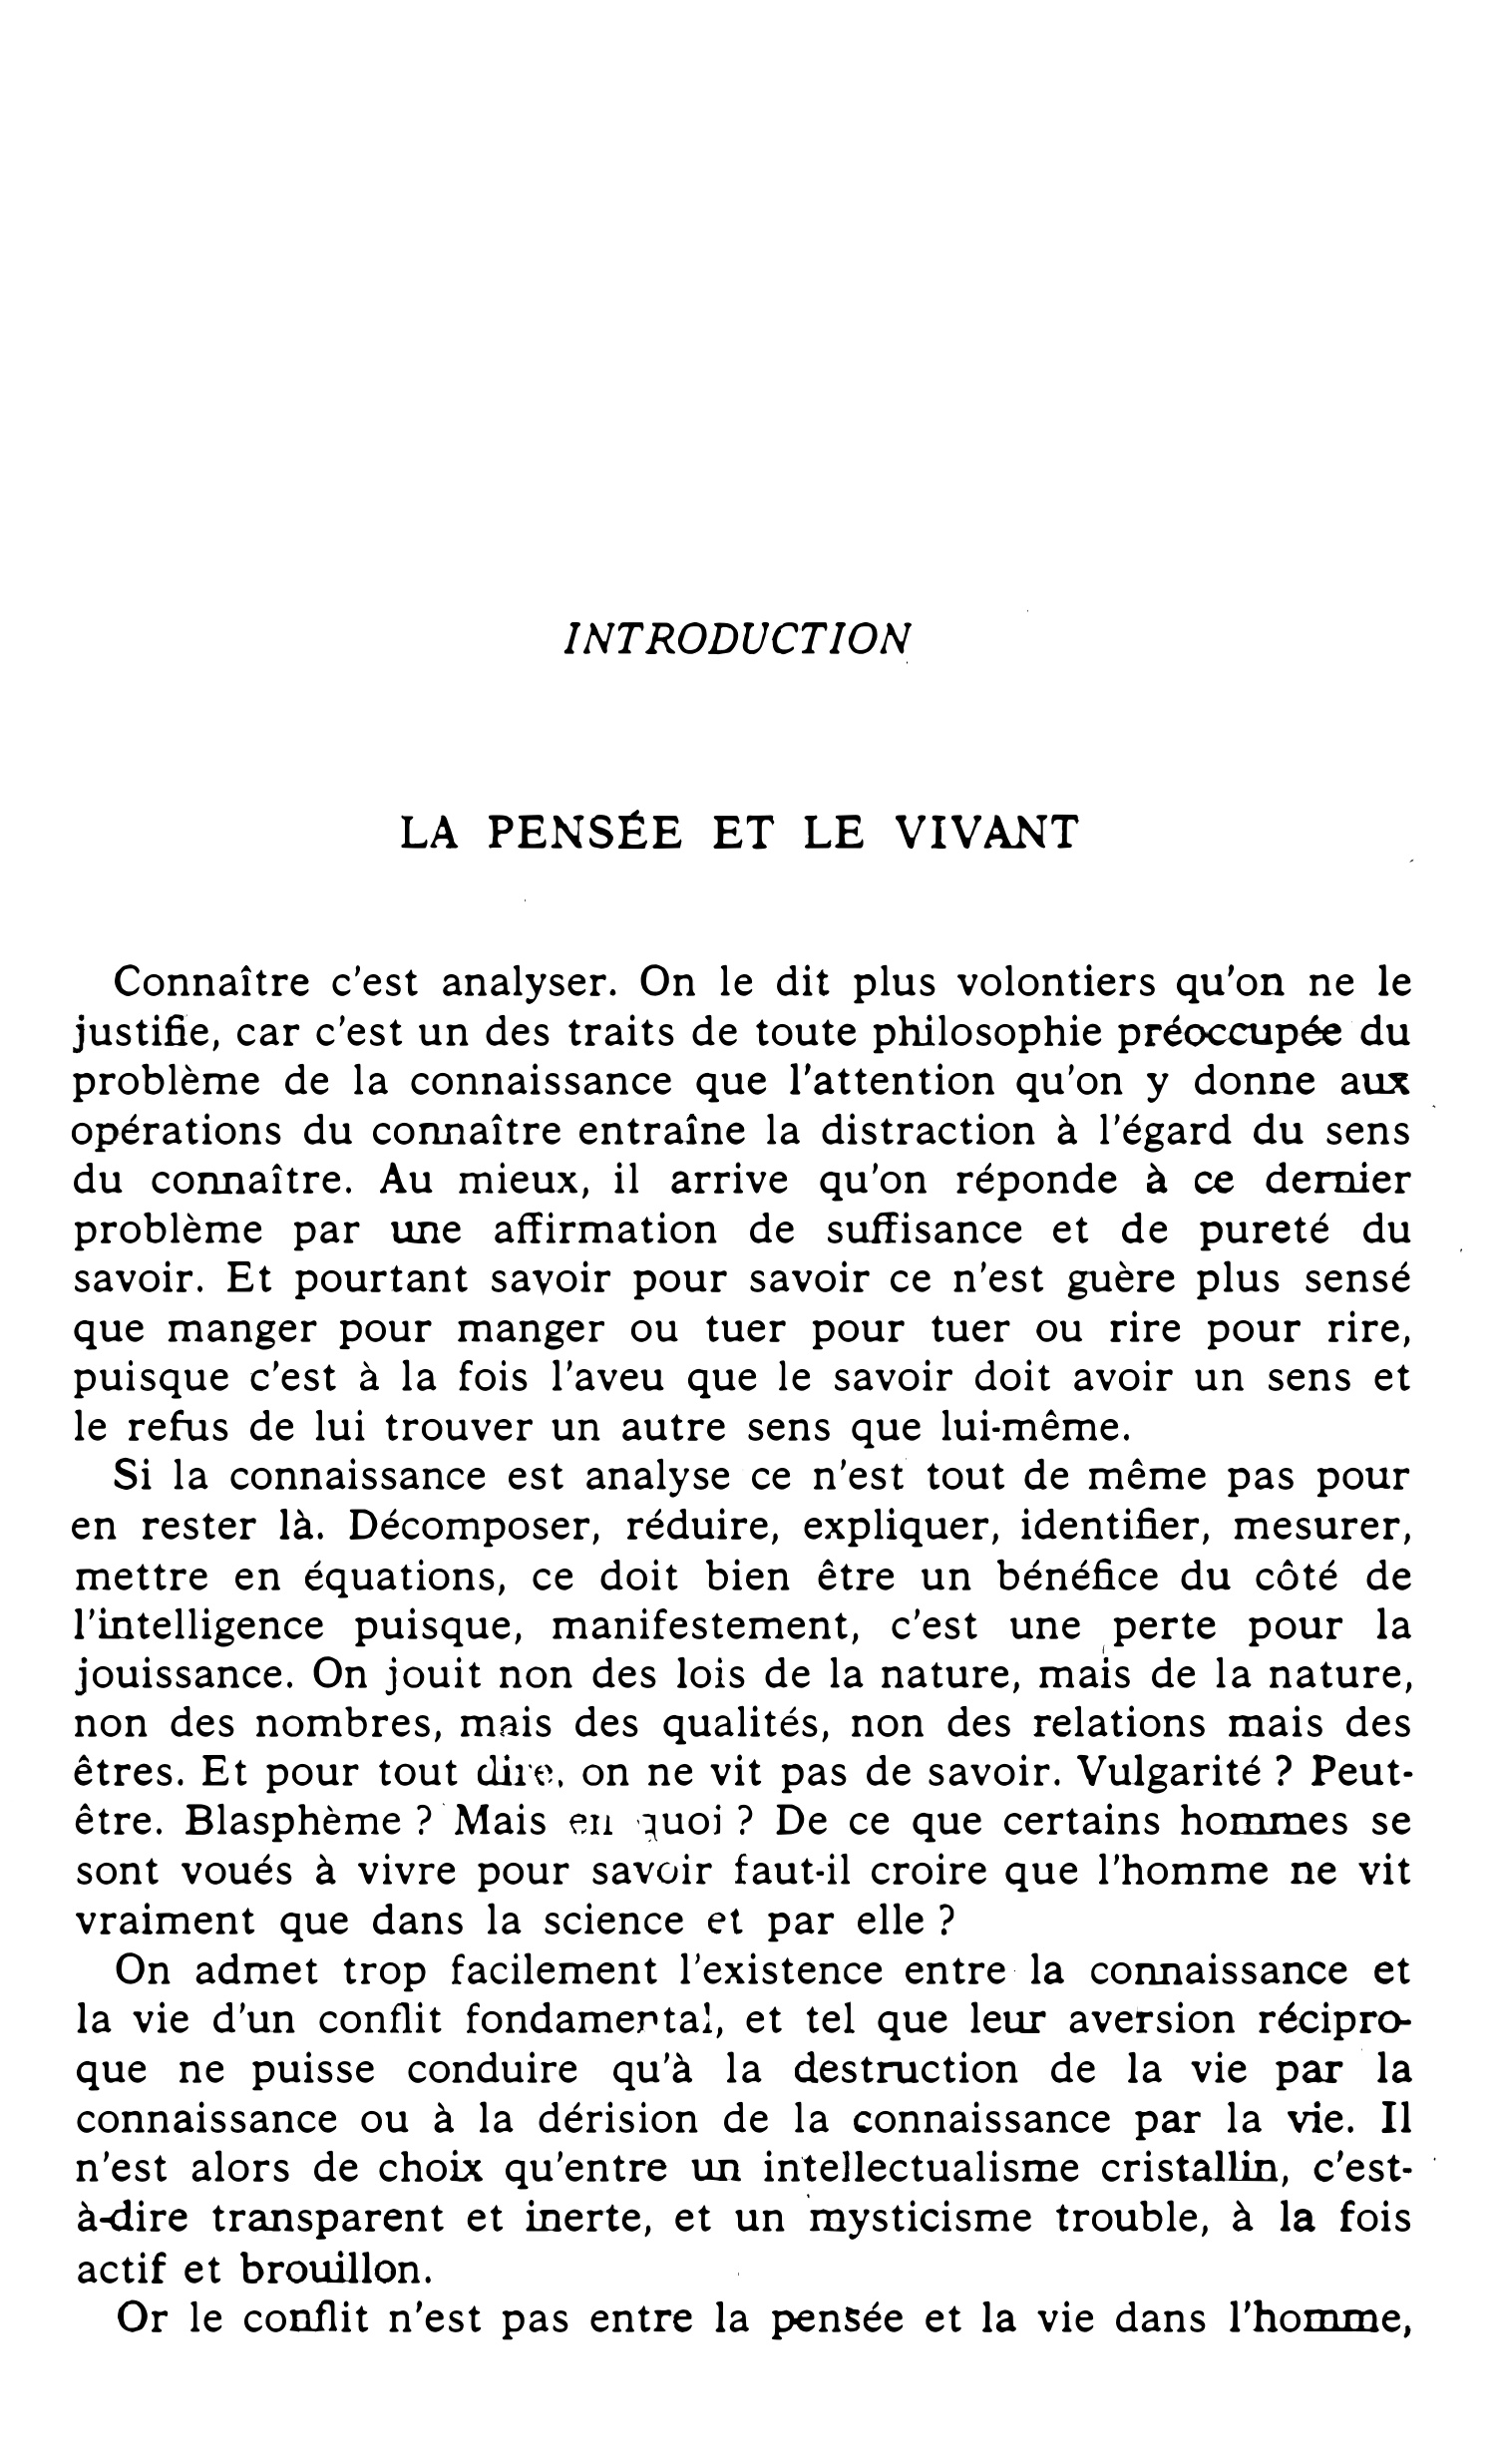 INTRODUCTION
LA PENSÉE ET LE VIVANT
Connaître c'est analyser. On le dit plus volontiers qu'on ne le
justifie, car c'est un des traits de toute philosophie préoccupée du
problème de la connaissance que l'attention qu'on y donne aux
opérations du connaître entraîne la distraction à l'égard du sens
du connaître. Au mieux, il arrive qu'on réponde à ce dernier
problème par une affirmation de suffisance et de pureté du
savoir. Et pourtant savoir pour savoir ce n'est guère plus sensé
que manger pour manger ou tuer pour tuer ou rire pour rire,
puisque c'est à la fois l'aveu que le savoir doit avoir un sens et
le refus de lui trouver un autre sens que lui-même.
Si la connaissance est analyse ce n'est tout de même pas pour
en rester là. Décomposer, réduire, expliquer, identifier, mesurer,
mettre en équations, ce doit bien être un bénéfice du côté de
l'intelligence puisque, manifestement, c'est une perte pour la
jouissance. On jouit non des lois de la nature, mais de la nature,
non des nombres, mais des qualités, non des relations mais des
êtres. Et pour tout dire, on ne vit pas de savoir. Vulgarité ? Peut-
être. Blasphème ? Mais en quoi ? De ce que certains hommes se
sont voués à vivre pour savoir faut-il croire que l'homme ne vit
vraiment que dans la science et par elle ?
On admet trop facilement l'existence entre la connaissance et
la vie d'un conflit fondamental, et tel que leur aversion récipro-
que ne puisse conduire qu'à la destruction de la vie par la
connaissance ou à la dérision de la connaissance par la vie. Il
n'est alors de choix qu'entre un intellectualisme cristallin, c'est-
à-dire transparent et inerte, et un mysticisme trouble, à la fois
actif et brouillon.
Or le conflit n'est pas entre la pensée et la vie dans l'homme,